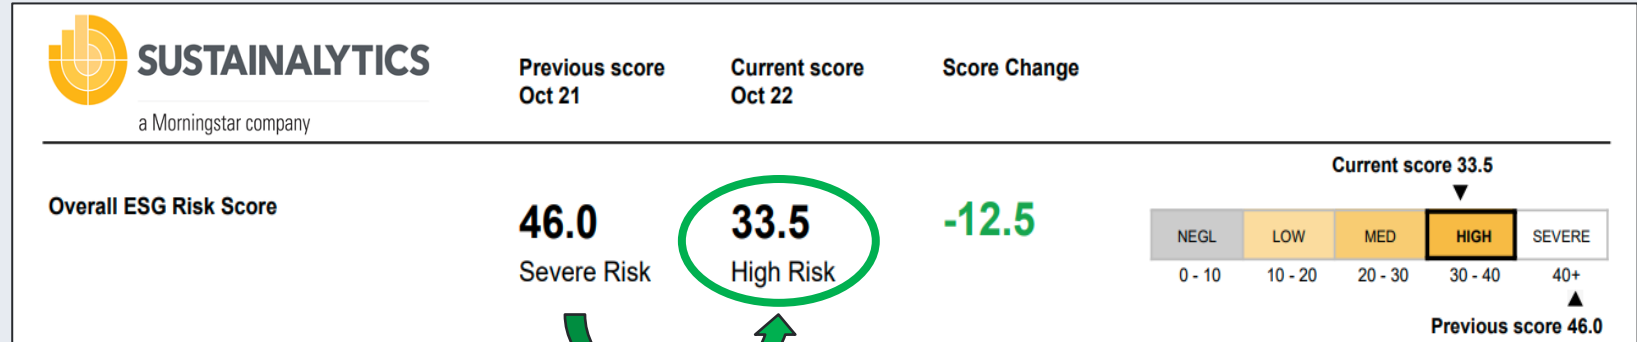 SUSTAINALYTICS
a Morningstar company
Previous score
Oct 21
Current score
Oct 22
Score Change
Overall ESG Risk Score
46.0
Severe Risk
33.5
High Risk
-12.5
Current score 33.5
NEGL LOW MED HIGH SEVERE
0 - 10 10 - 20 20 - 30 30 - 40 40+
Previous score 46.0